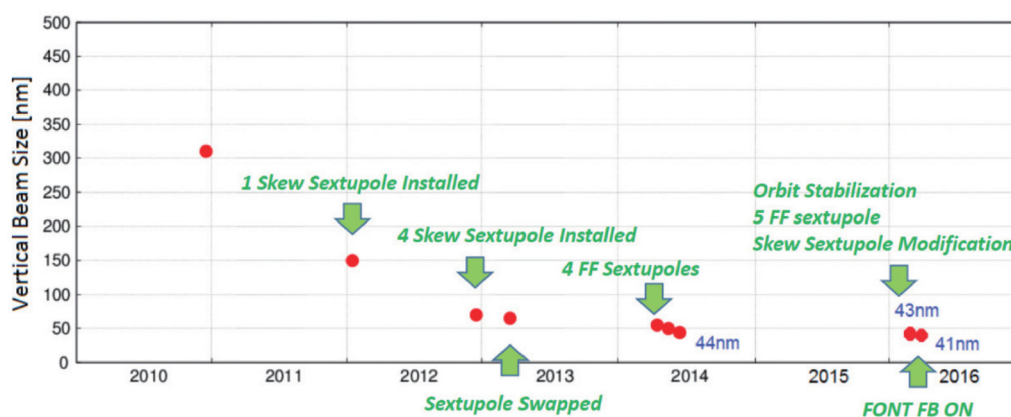 500
450
400
350
300
250
200
150
100
50
0
Vertical Beam Size [nm]
1 Skew Sextupole Installed
4 Skew Sextupole Installed
4 FF Sextupoles
Orbit Stabilization
5 FF sextupole
Skew Sextupole Modification
43nm
44nm
41nm
2010 2011 2012 2013 2014 2015 2016
Sextupole Swapped
FONT FB ON